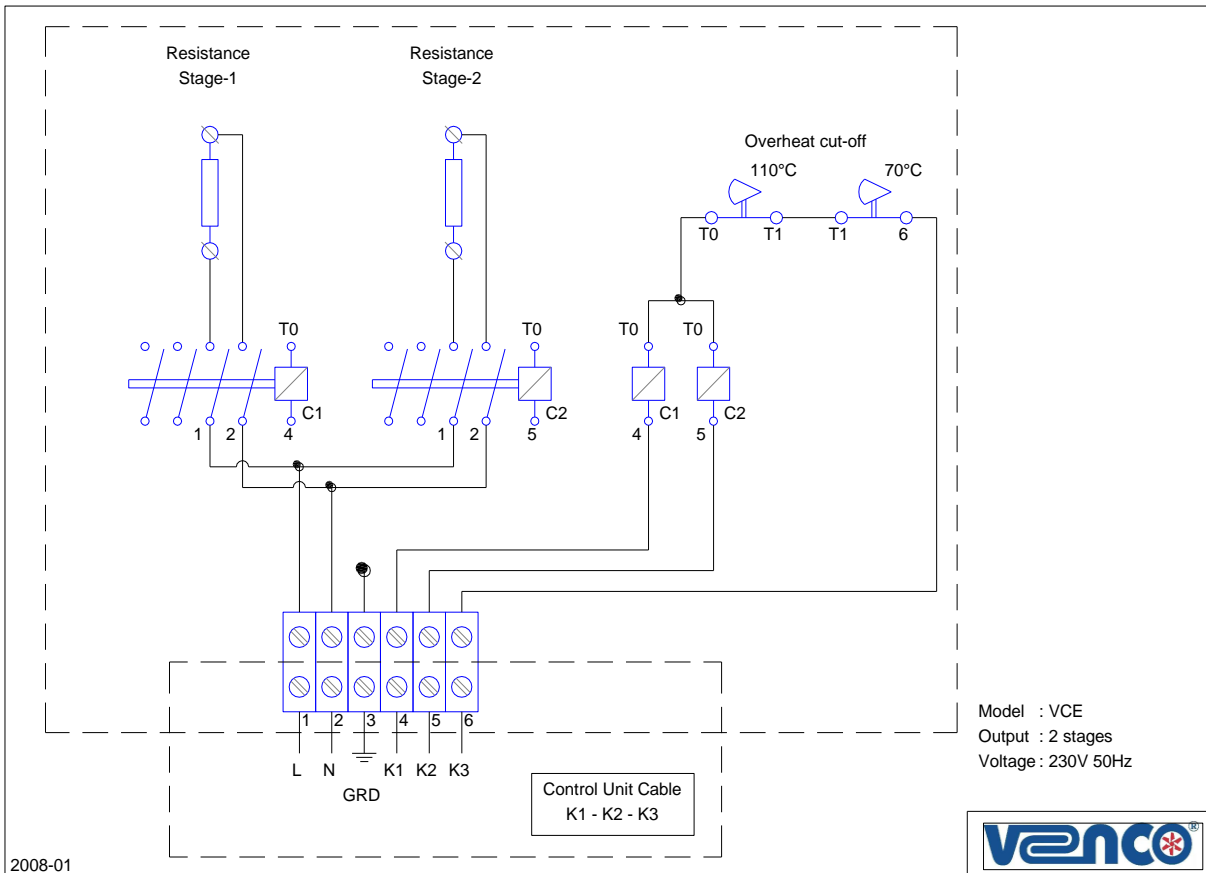 Resistance
Stage-1
Resistance
Stage-2
Overheat cut-off
110°C
70°C
T0
T1
T1
6
T0
T0
T0
T0
C1
C2
C1
C2
1
2
4
1
2
5
4
5
1
2
3
4
5
6
L
N
K1
K2
K3
GRD
Control Unit Cable
K1 - K2 - K3
Model : VCE
Output : 2 stages
Voltage : 230V 50Hz
VENCO®
2008-01